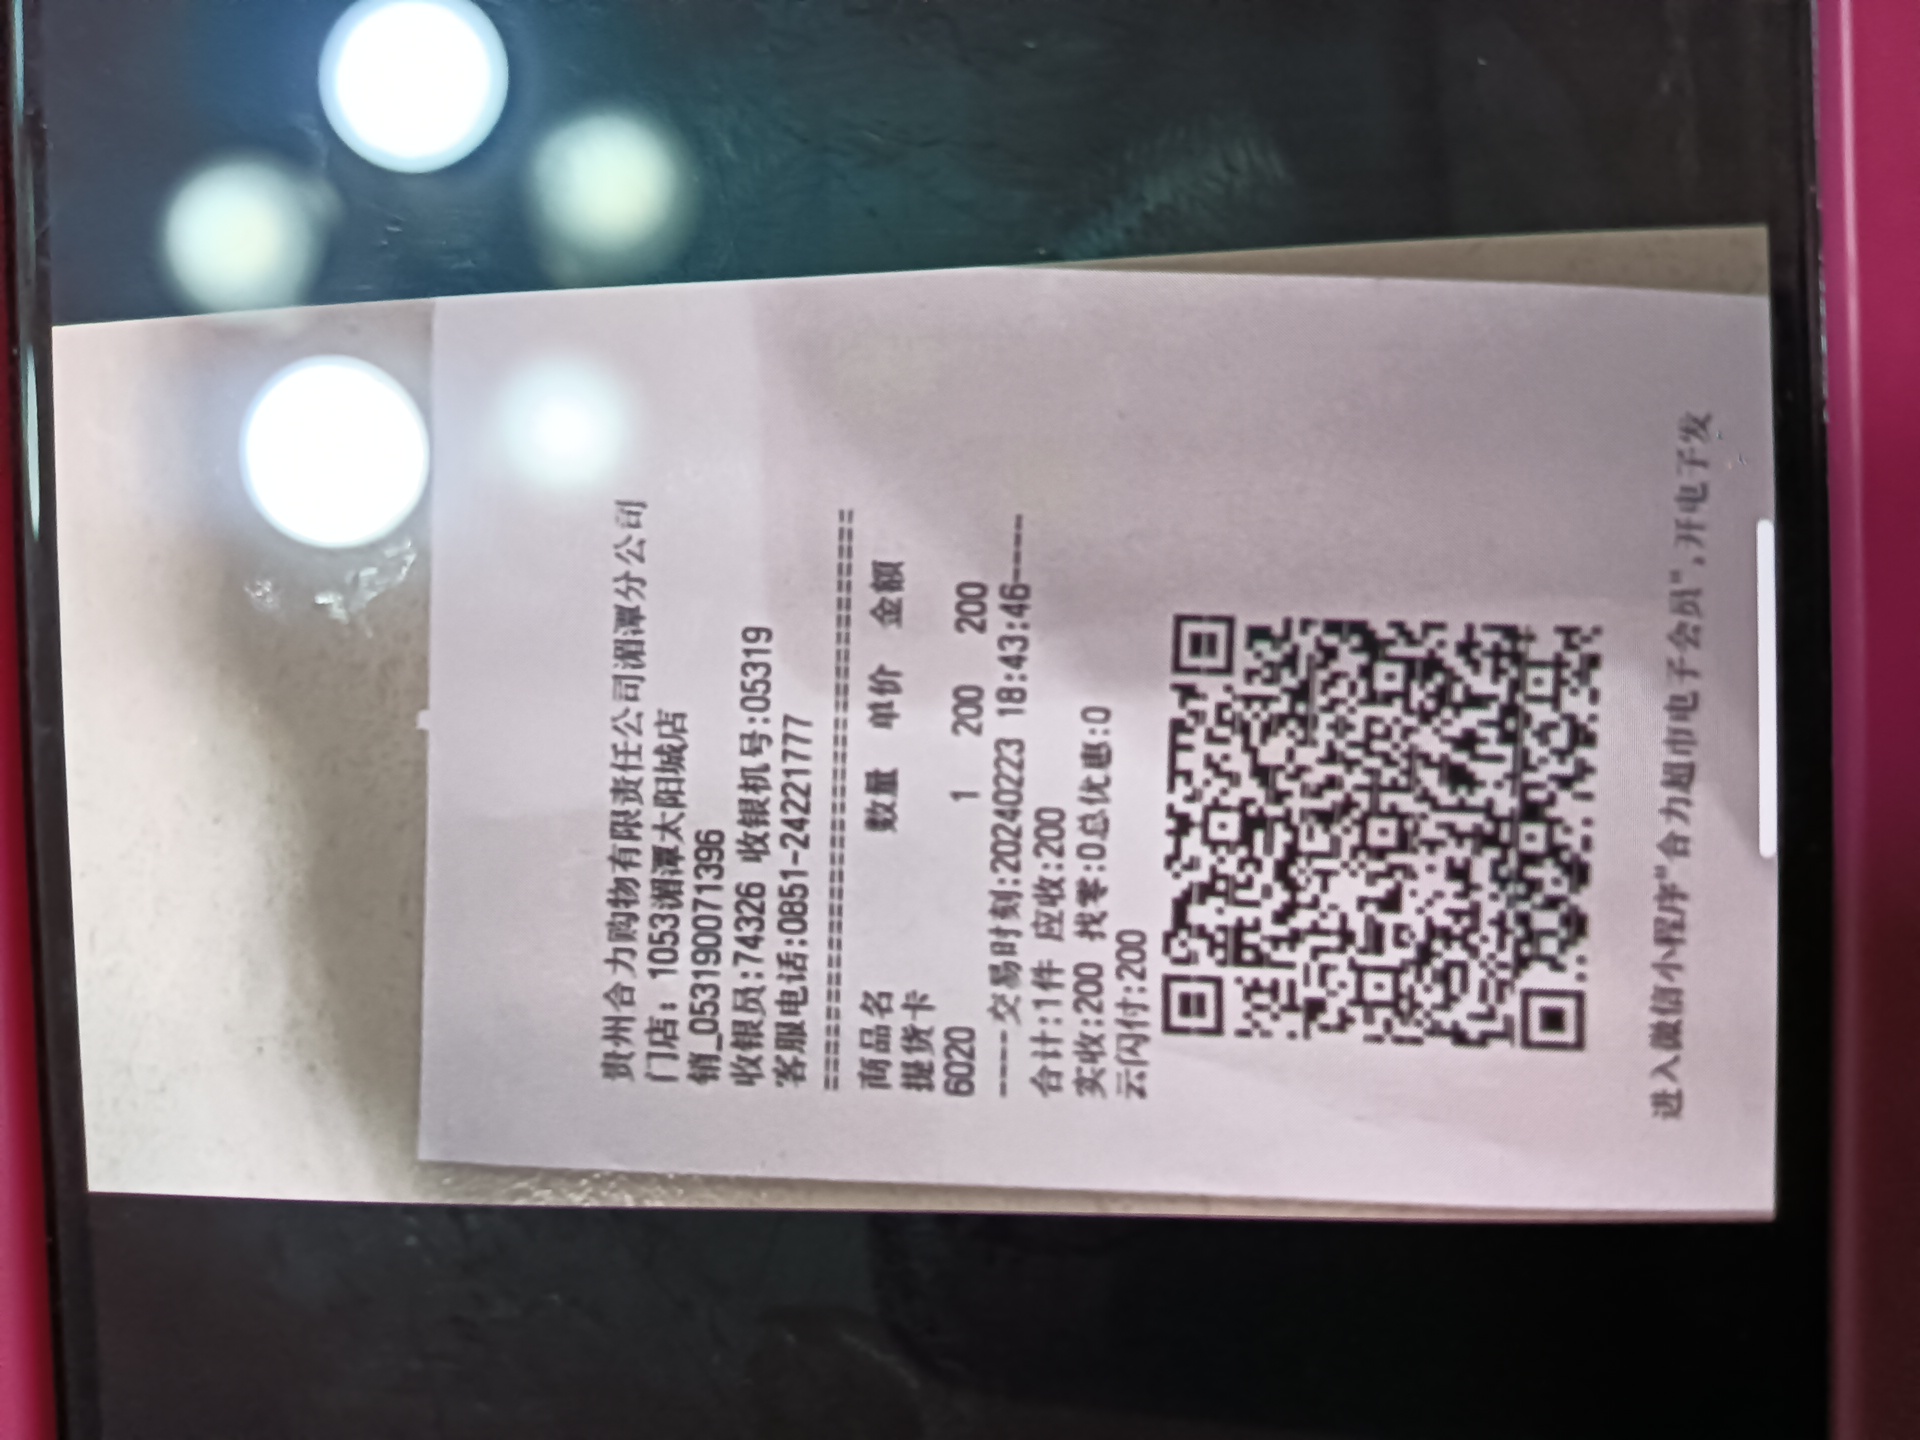 贵州合力购物有限责任公司湄潭分公司
门店：1053湄潭太阳城店
销_0531900071396
收银员:74326 收银机号:05319
客服电话:0851-24221777
==========================================
商品名 数量 单价 金额
提货卡
6020 1 200 200
----交易时刻:20240223 18:43:46-----
合计:1件 应收:200
实收:200 找零:0总优惠:0
云闪付:200
进入微信小程序"合力超市电子会员",开电子发